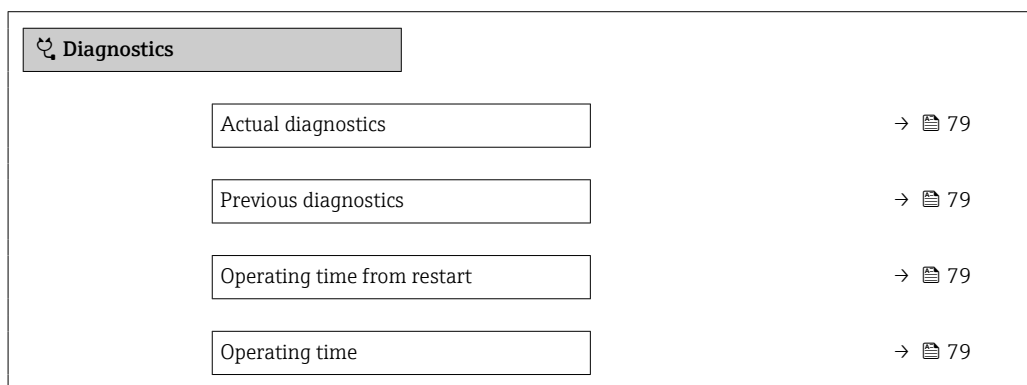 Diagnostics
Actual diagnostics → 79
Previous diagnostics → 79
Operating time from restart → 79
Operating time → 79